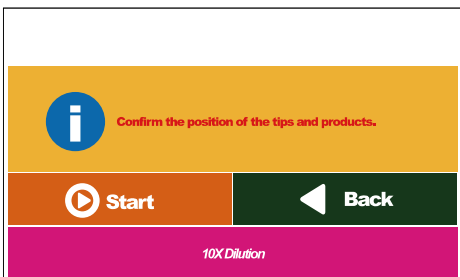 Confirm the position of the tips and products.
Start
Back
10X Dilution